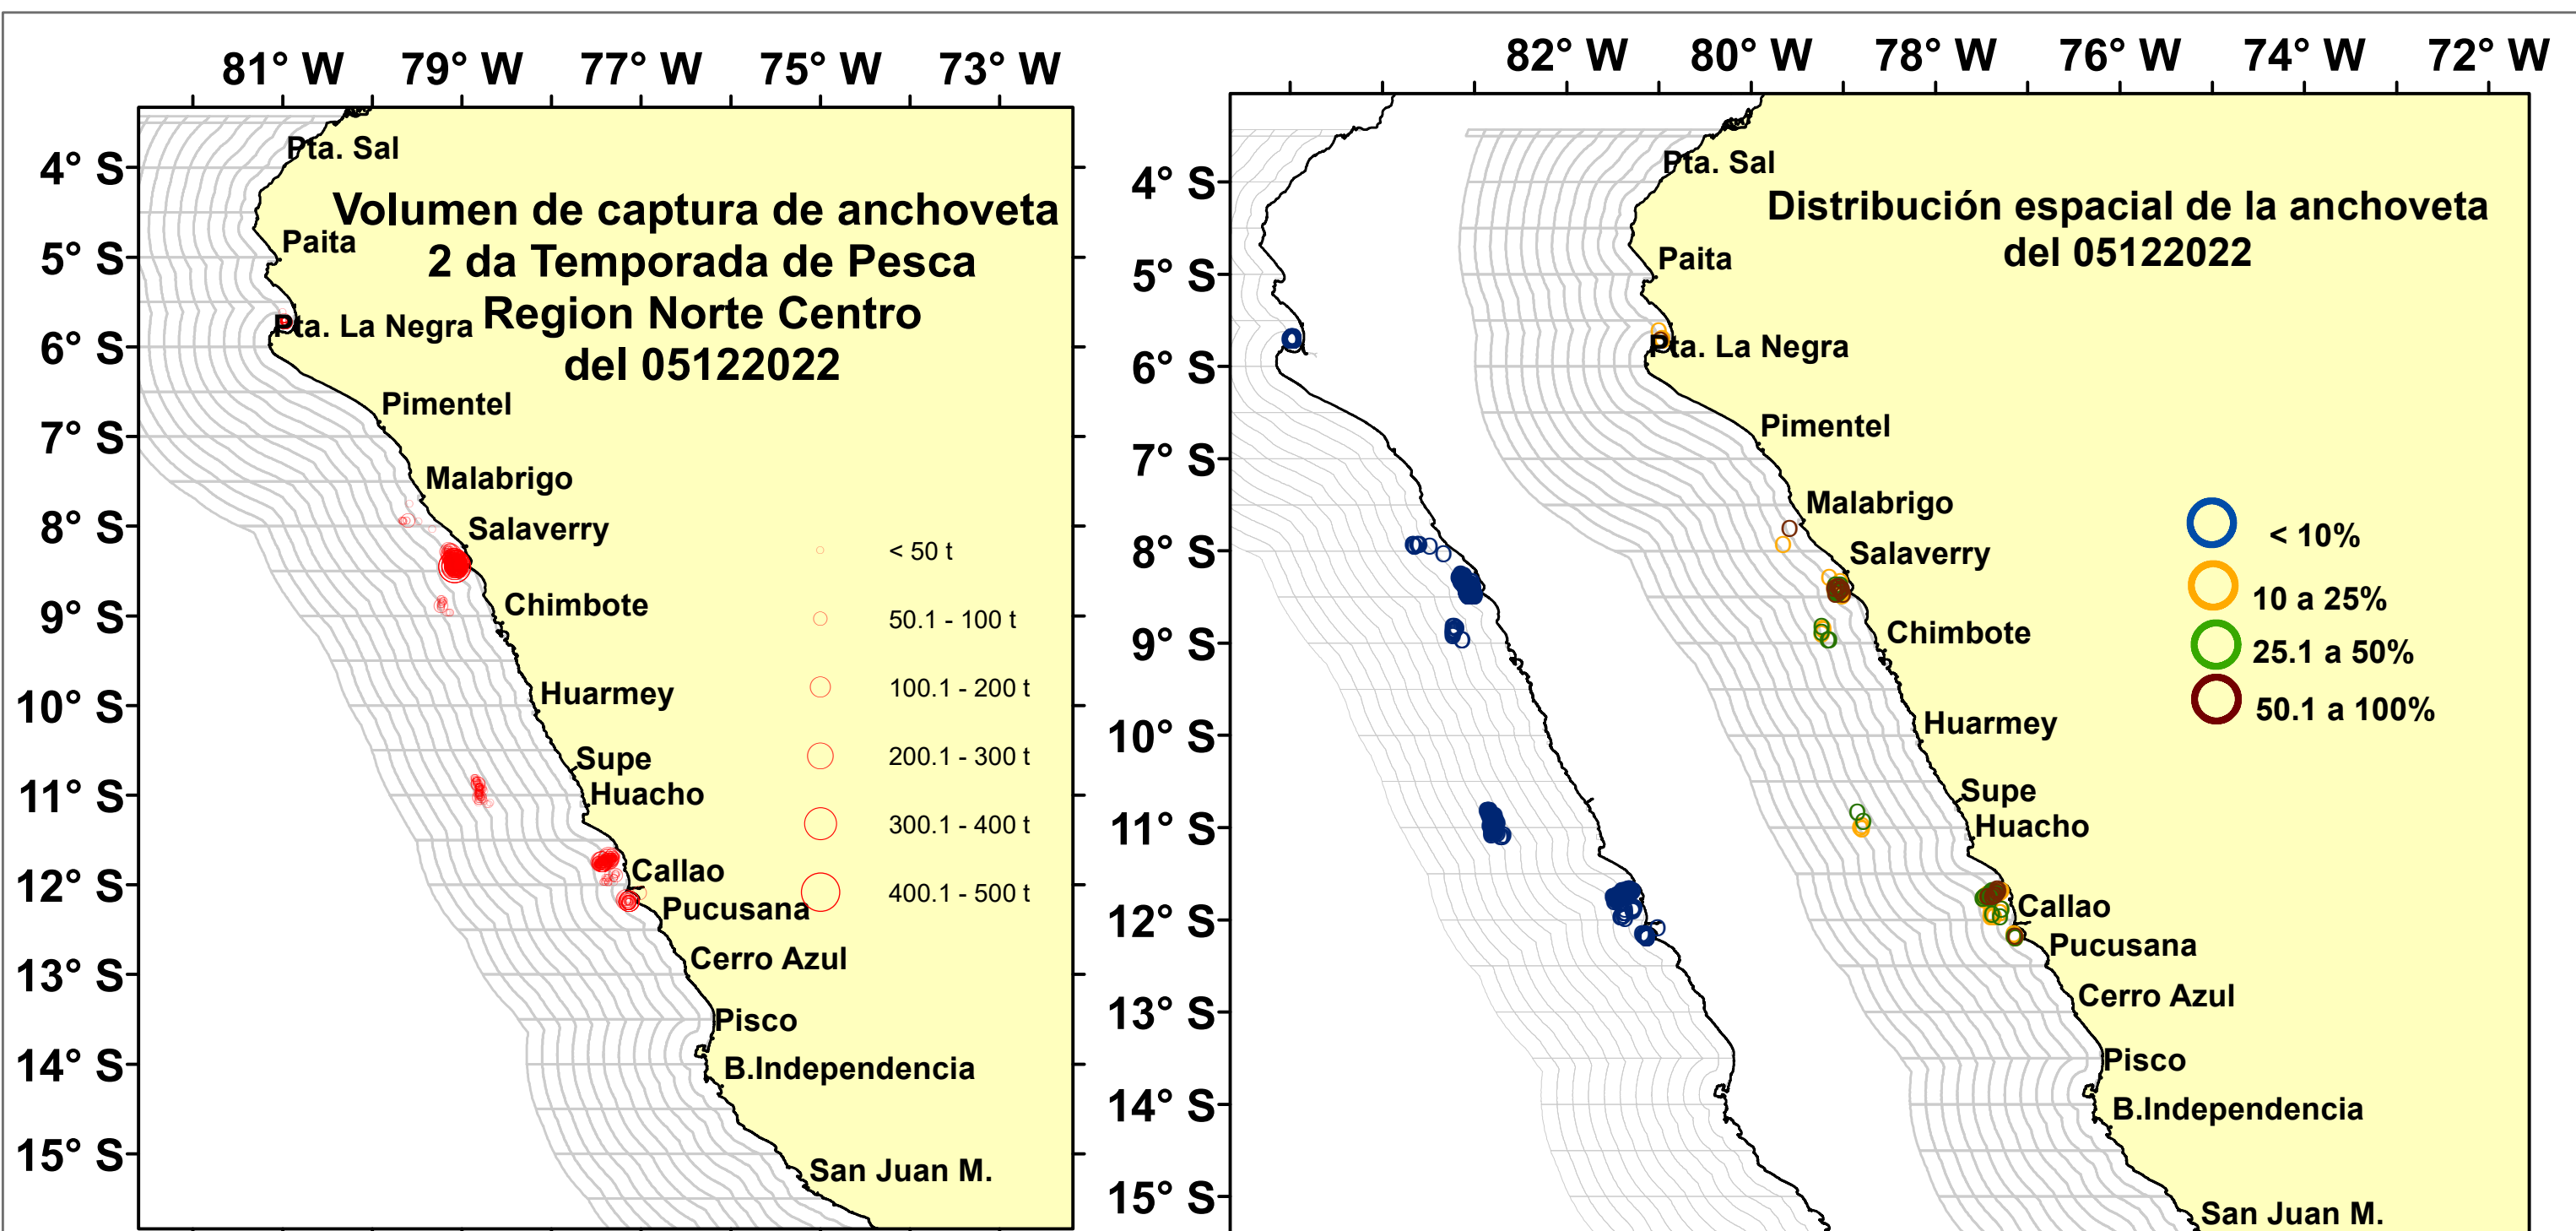 81° W 79° W 77° W 75° W 73° W
4° S
5° S
6° S
7° S
8° S
9° S
10° S
11° S
12° S
13° S
14° S
15° S
Volumen de captura de anchoveta
2 da Temporada de Pesca
Region Norte Centro
del 05122022
Pta. Sal
Paita
Pta. La Negra
Pimentel
Malabrigo
Salaverry
Chimbote
Huarmey
Supe
Huacho
Callao
Pucusana
Cerro Azul
Pisco
B.Independencia
San Juan M.
< 50 t
50.1 - 100 t
100.1 - 200 t
200.1 - 300 t
300.1 - 400 t
400.1 - 500 t
82° W 80° W 78° W 76° W 74° W 72° W
4° S
5° S
6° S
7° S
8° S
9° S
10° S
11° S
12° S
13° S
14° S
15° S
Distribución espacial de la anchoveta
del 05122022
Pta. Sal
Paita
Pta. La Negra
Pimentel
Malabrigo
Salaverry
Chimbote
Huarmey
Supe
Huacho
Callao
Pucusana
Cerro Azul
Pisco
B.Independencia
San Juan M.
< 10%
10 a 25%
25.1 a 50%
50.1 a 100%